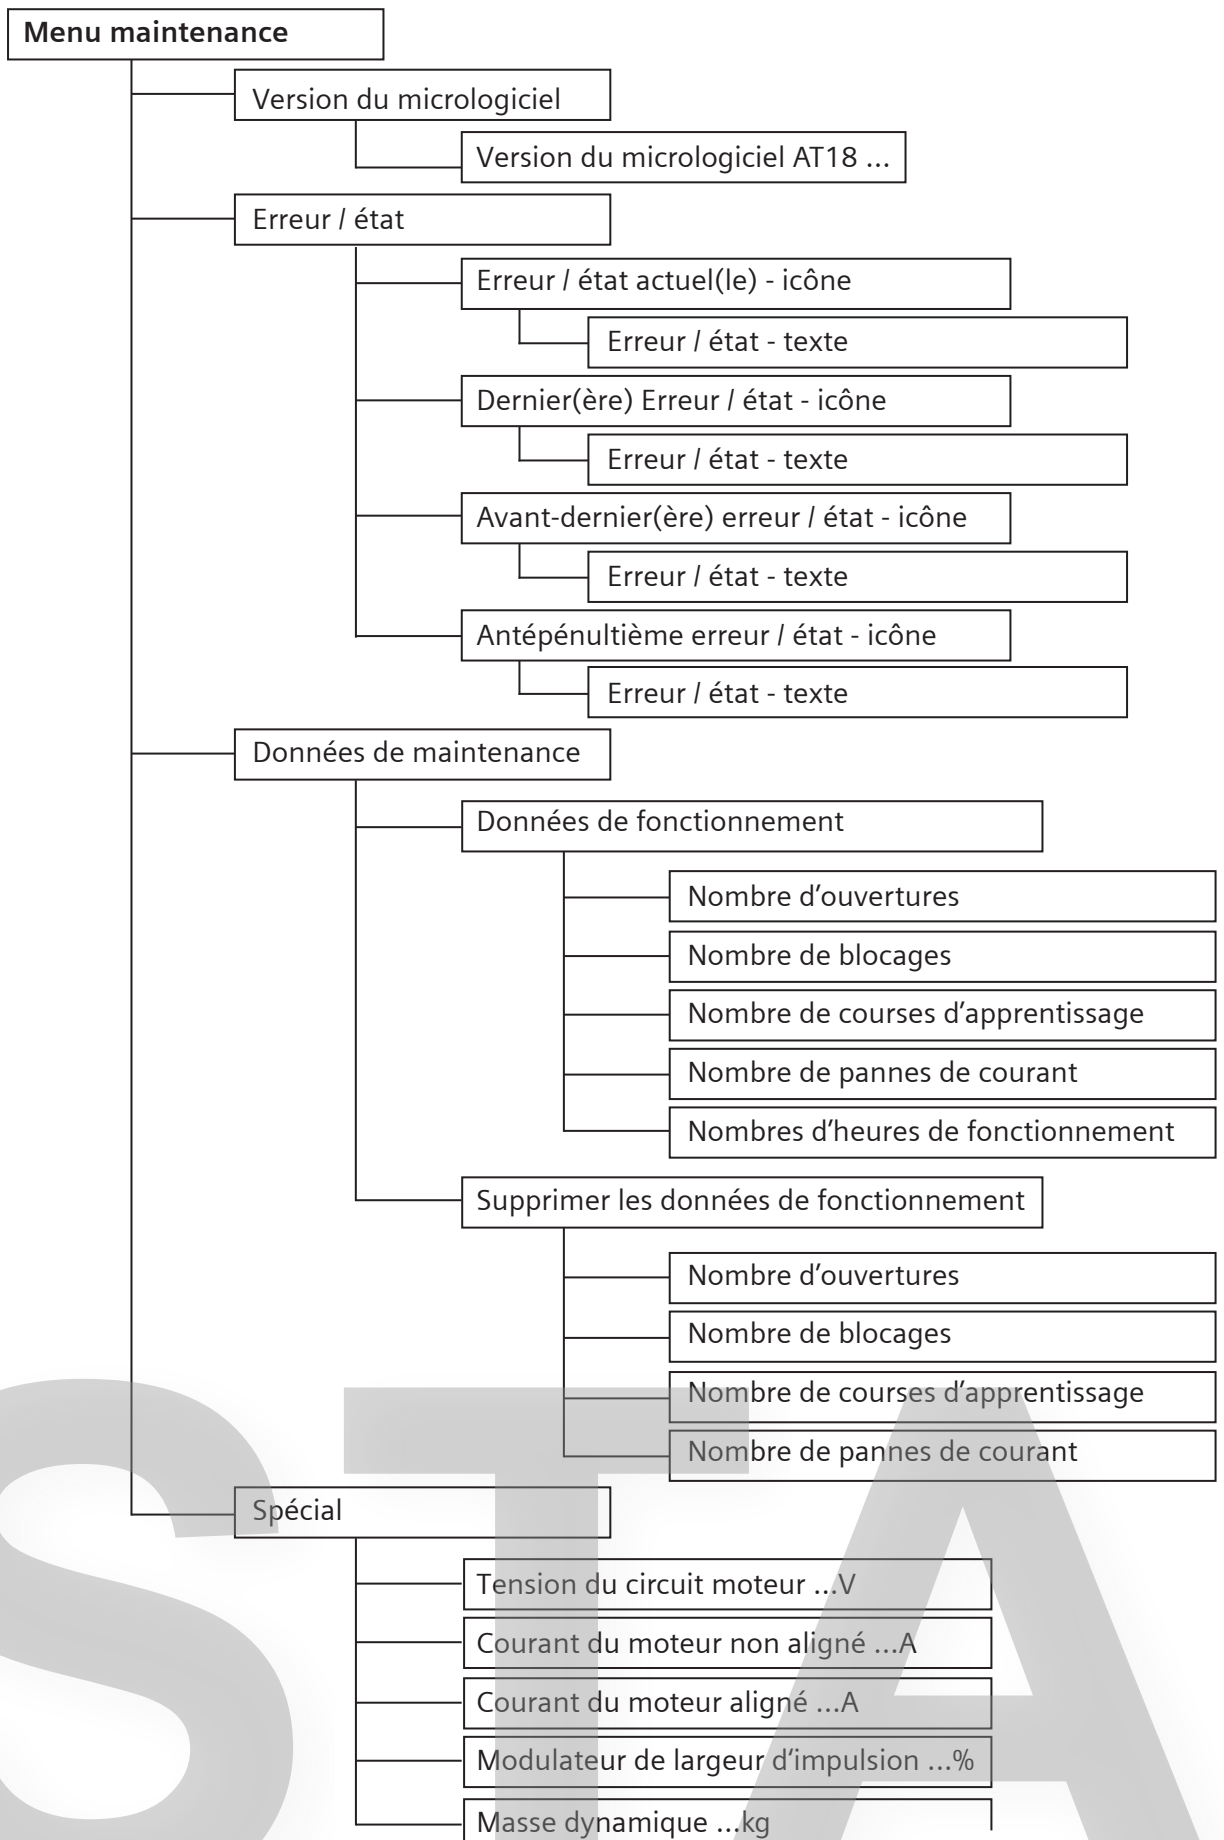 Menu maintenance
Version du micrologiciel
Version du micrologiciel AT18 ...
Erreur / état
Erreur / état actuel(le) - icône
Erreur / état - texte
Dernier(ère) Erreur / état - icône
Erreur / état - texte
Avant-dernier(ère) erreur / état - icône
Erreur / état - texte
Antépénultième erreur / état - icône
Erreur / état - texte
Données de maintenance
Données de fonctionnement
Nombre d’ouvertures
Nombre de blocages
Nombre de courses d’apprentissage
Nombre de pannes de courant
Nombres d’heures de fonctionnement
Supprimer les données de fonctionnement
Nombre d’ouvertures
Nombre de blocages
Nombre de courses d’apprentissage
Nombre de pannes de courant
Spécial
Tension du circuit moteur ...V
Courant du moteur non aligné ...A
Courant du moteur aligné ...A
Modulateur de largeur d’impulsion ...%
Masse dynamique ...kg
STA